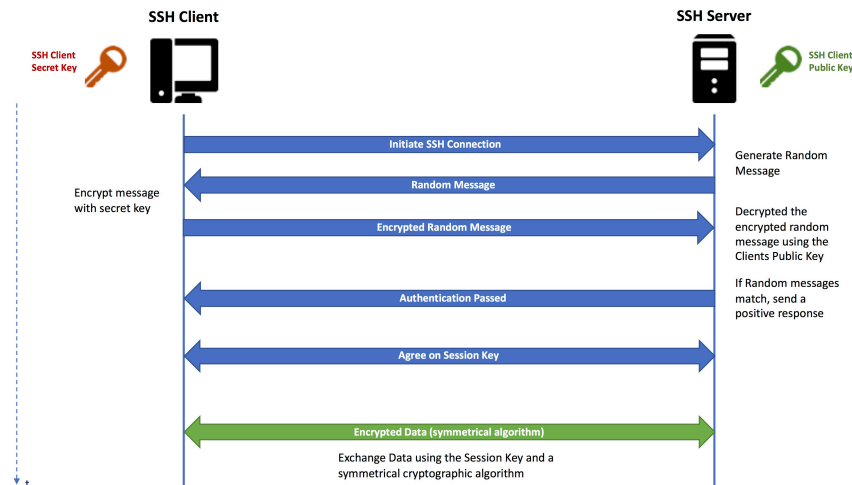 SSH Client
SSH Server
SSH Client
Secret Key
SSH Client
Public Key
Initiate SSH Connection
Generate Random
Message
Random Message
Encrypt message
with secret key
Encrypted Random Message
Decrypted the
encrypted random
message using the
Clients Public Key
If Random messages
match, send a
positive response
Authentication Passed
Agree on Session Key
Encrypted Data (symmetrical algorithm)
Exchange Data using the Session Key and a
symmetrical cryptographic algorithm
t